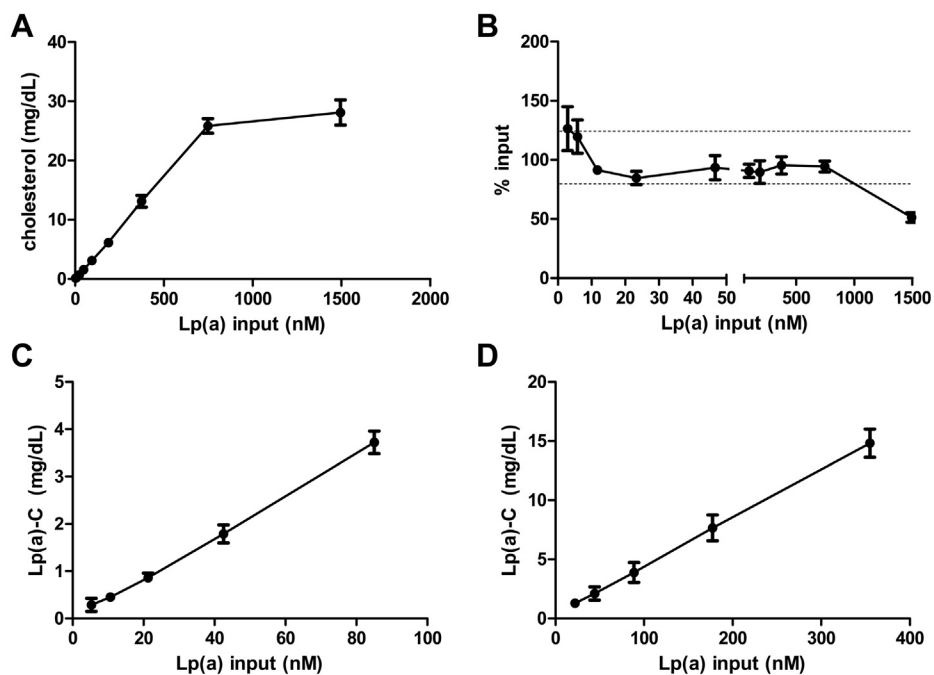 A
cholesterol (mg/dL)
40
30
20
10
0
0 500 1000 1500 2000
Lp(a) input (nM)
B
% input
200
150
100
50
0
0 10 20 30 40 50 500 1000 1500
Lp(a) input (nM)
C
Lp(a)-C (mg/dL)
5
4
3
2
1
0
0 20 40 60 80 100
Lp(a) input (nM)
D
Lp(a)-C (mg/dL)
20
15
10
5
0
0 100 200 300 400
Lp(a) input (nM)